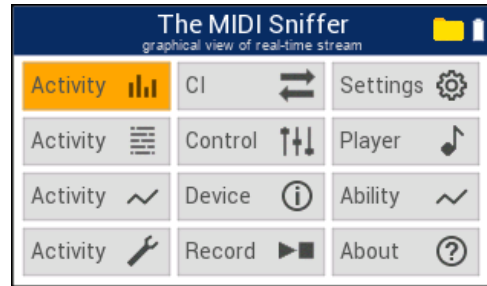 The MIDI Sniffer
graphical view of real-time stream
Activity CI Settings
Activity Control Player
Activity Device Ability
Activity Record About